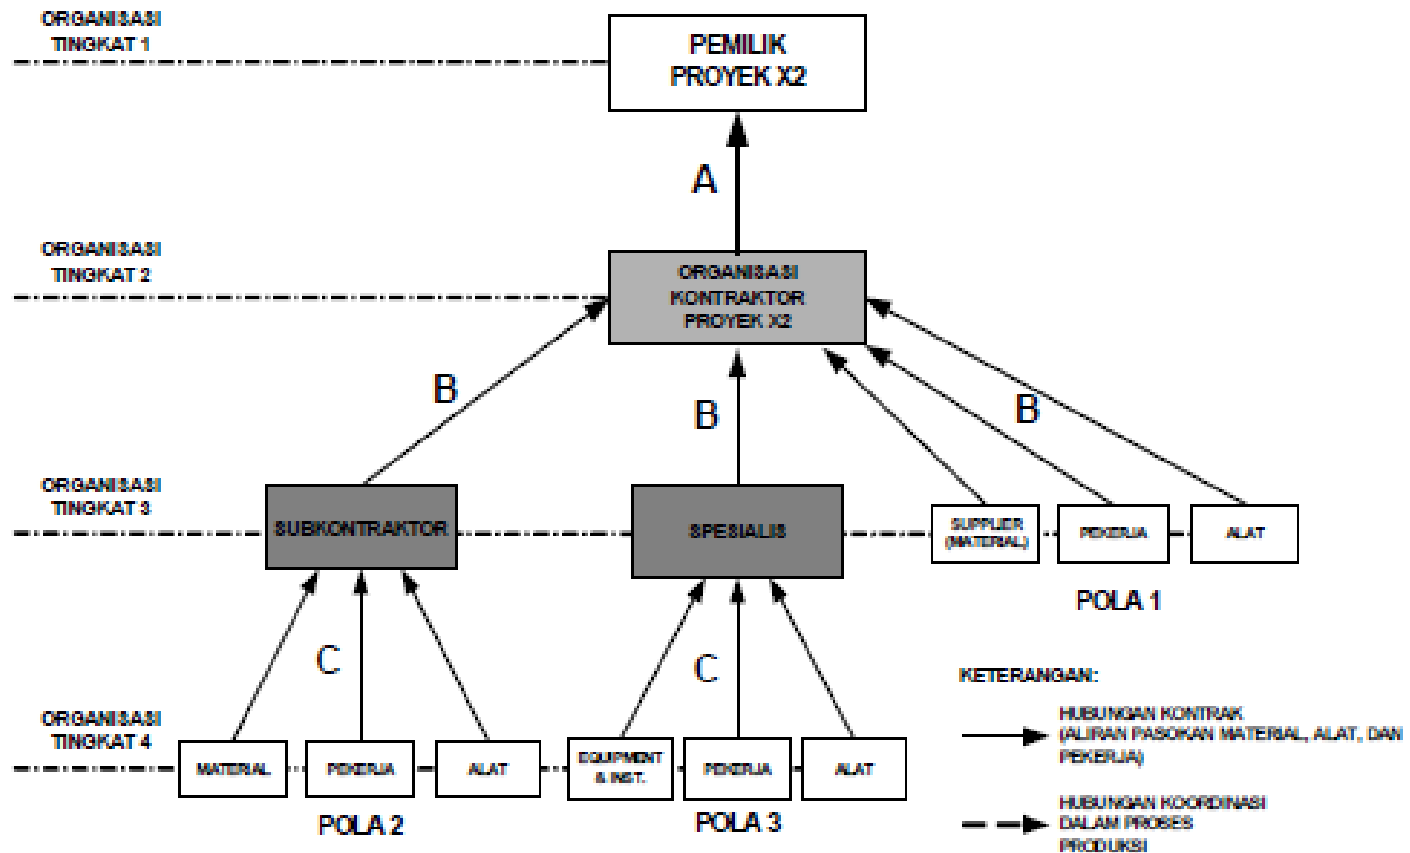 ORGANISASI
TINGKAT 1
PEMILIK
PROYEK X2
A
ORGANISASI
TINGKAT 2
ORGANISASI
KONTRAKTOR
PROYEK X2
B
B
B
ORGANISASI
TINGKAT 3
SUBKONTRAKTOR
SPESIALIS
SUPPLIER
(MATERIAL)
PEKERJA
ALAT
POLA 1
C
C
ORGANISASI
TINGKAT 4
MATERIAL
PEKERJA
ALAT
EQUIPMENT
& INST.
PEKERJA
ALAT
POLA 2
POLA 3
KETERANGAN:
HUBUNGAN KONTRAK
(ALIRAN PASOKAN MATERIAL, ALAT, DAN
PEKERJA)
HUBUNGAN KOORDINASI
DALAM PROSES
PRODUKSI